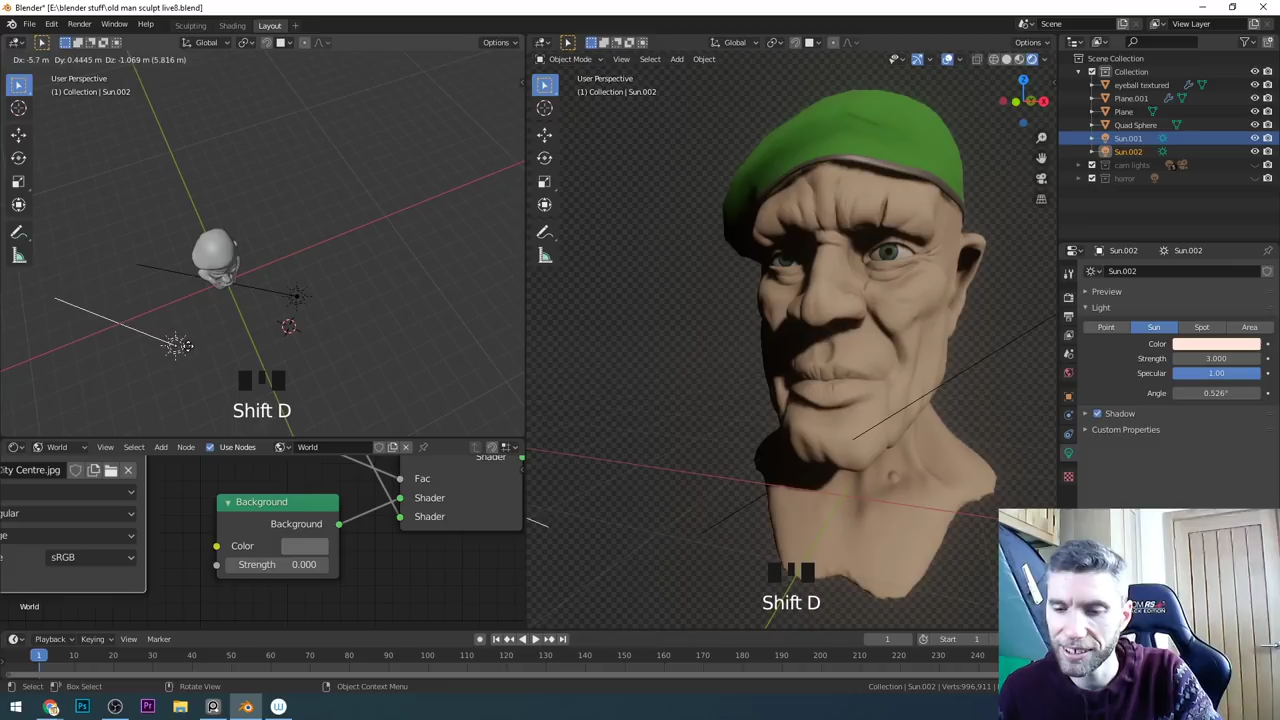 Blender* [E:\blender stuff\old man sculpt live8.blend]
File Edit Render Window Help Sculpting Shading Layout + Scene View Layer
Global Options Global Options
Dx: -5.7 m Dy: 0.4445 m Dz: -1.069 m (5.816 m)
Object Mode View Select Add Object
User Perspective
(1) Collection | Sun.002
User Perspective
(1) Collection | Sun.002
Scene Collection
Collection
eyeball textured
Plane.001
Plane
Quad Sphere
Sun.001
Sun.002
cam lights
horror
Sun.002 Sun.002
Sun.002
Preview
Light
Point Sun Spot Area
Color
Strength 3.000
Specular 1.00
Angle 0.526°
Shadow
Custom Properties
Shift D
Shift D
World View Select Add Node Use Nodes World
ity Centre.jpg
gular
ge
e
sRGB
Shader
Fac
Shader
Shader
Background
Background
Color
Strength 0.000
World
Playback Keying View Marker 1 Start 1
1 10 20 30 40 50 60 70 80 90 100 110 120 130 140 150 160 170 180 190 200 210 220 230 240
Select Box Select Rotate View Object Context Menu Collection | Sun.002 | Verts:996,911 |